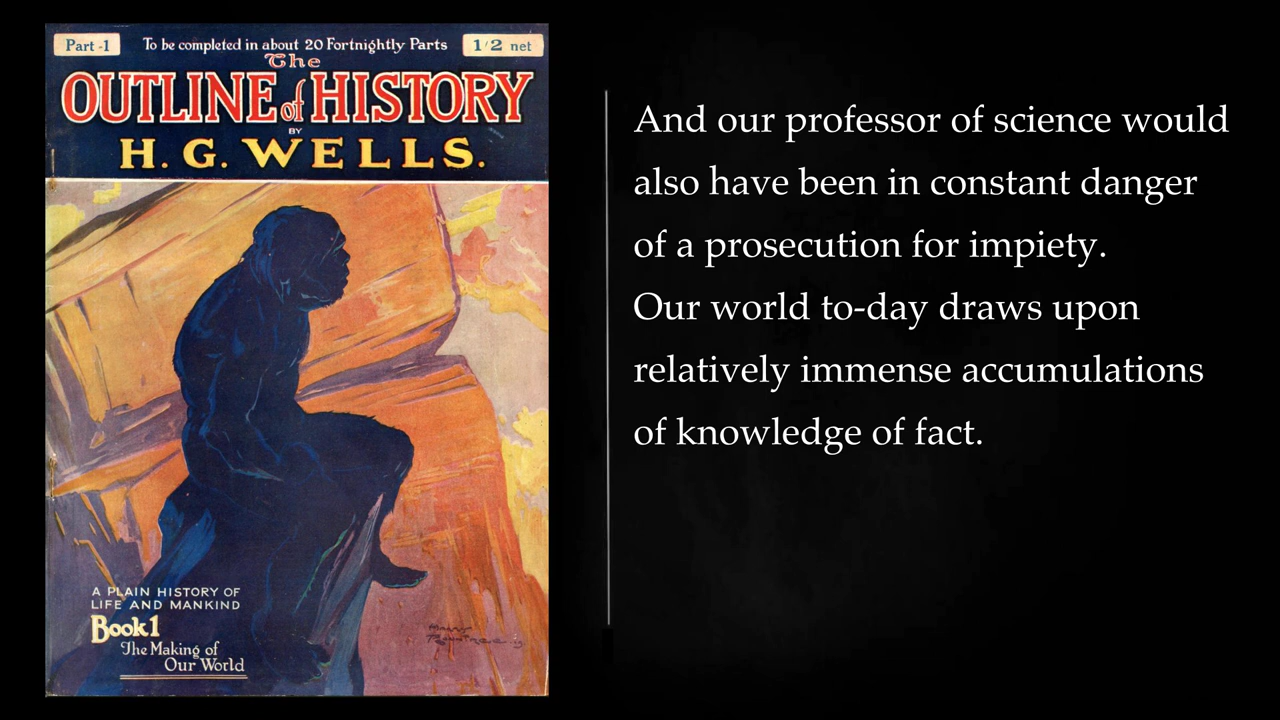 Part -1
To be completed in about 20 Fortnightly Parts
1/2 net
The
OUTLINE of HISTORY
BY
H. G. WELLS.
A PLAIN HISTORY OF
LIFE AND MANKIND
Book 1
The Making of
Our World
And our professor of science would
also have been in constant danger
of a prosecution for impiety.
Our world to-day draws upon
relatively immense accumulations
of knowledge of fact.